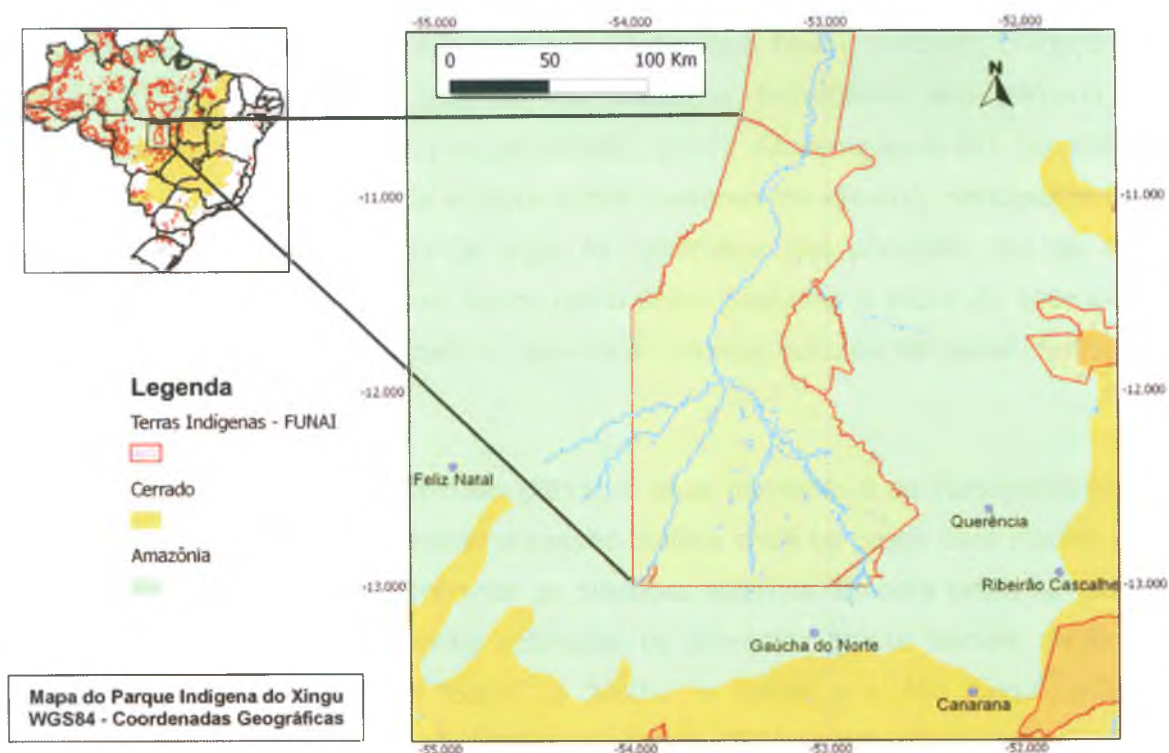 -55.000
-54.000
-53.000
-52.000
0 50 100 Km
N
-11.000
-11.000
Legenda
Terras Indígenas - FUNAI
Cerrado
Amazônia
-12.000
-12.000
Feliz Natal
Querência
Ribeirão Cascalhe
-13.000
-13.000
Gaúcha do Norte
Canarana
Mapa do Parque Indígena do Xingu
WGS84 - Coordenadas Geográficas
-55.000
-54.000
-53.000
-52.000